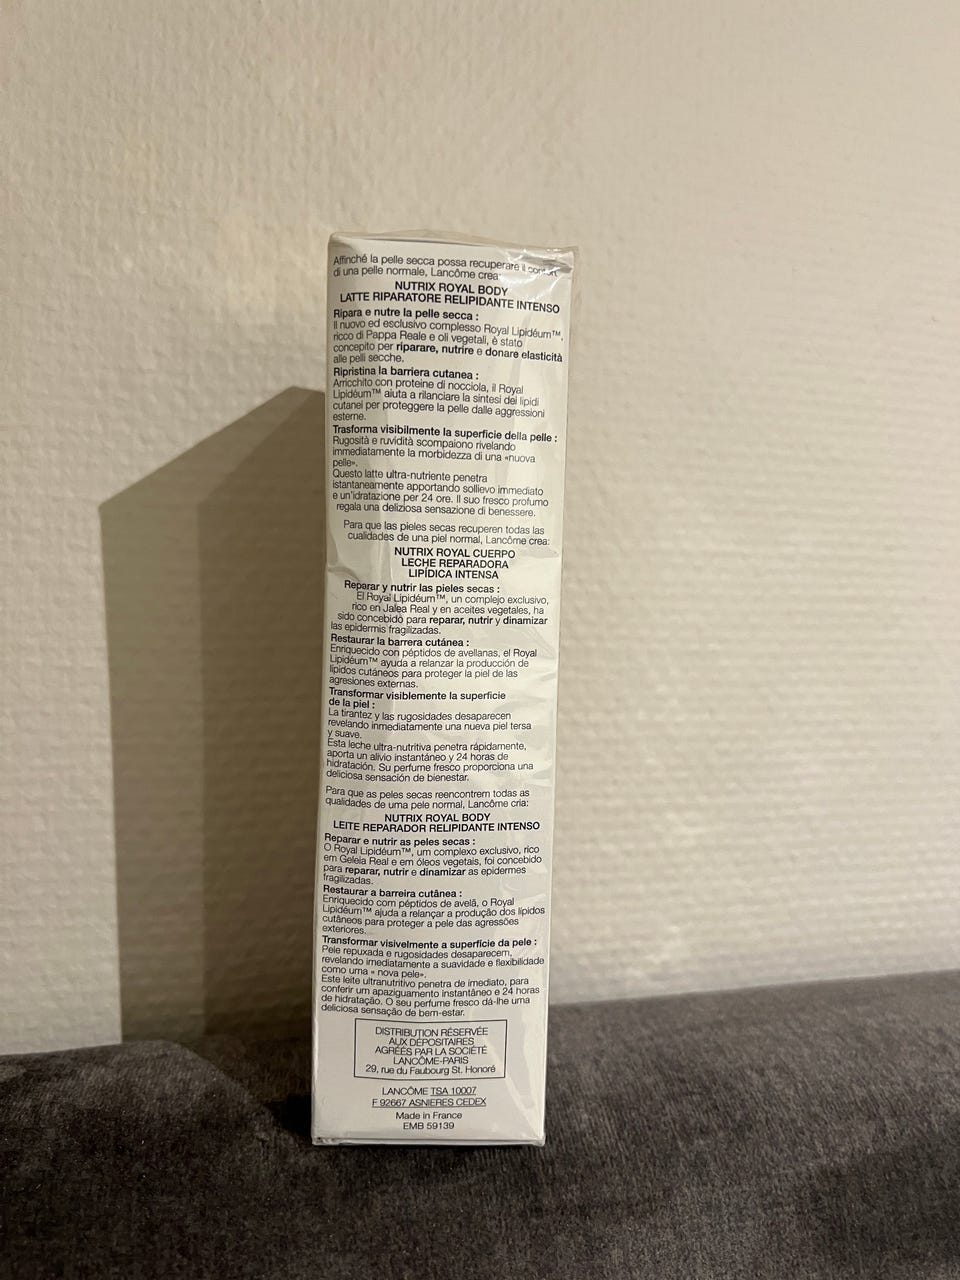 Affinché la pelle secca possa recuperare il confort
di una pelle normale, Lancôme crea:
NUTRIX ROYAL BODY
LATTE RIPARATORE RELIPIDANTE INTENSO
Ripara e nutre la pelle secca :
Il nuovo ed esclusivo complesso Royal Lipidéum™,
ricco di Pappa Reale e oli vegetali, è stato
concepito per riparare, nutrire e donare elasticità
alle pelli secche.
Ripristina la barriera cutanea :
Arricchito con proteine di nocciola, il Royal
Lipidéum™ aiuta a rilanciare la sintesi dei lipidi
cutanei per proteggere la pelle dalle aggressioni
esterne.
Trasforma visibilmente la superficie della pelle :
Rugosità e ruvidità scompaiono rivelando
immediatamente la morbidezza di una «nuova
pelle».
Questo latte ultra-nutriente penetra
istantaneamente apportando sollievo immediato
e un'idratazione per 24 ore. Il suo fresco profumo
regala una deliziosa sensazione di benessere.
Para que las pieles secas recuperen todas las
cualidades de una piel normal, Lancôme crea:
NUTRIX ROYAL CUERPO
LECHE REPARADORA
LIPÍDICA INTENSA
Reparar y nutrir las pieles secas :
El Royal Lipidéum™, un complejo exclusivo,
rico en Jalea Real y en aceites vegetales, ha
sido concebido para reparar, nutrir y dinamizar
las epidermis fragilizadas.
Restaurar la barrera cutánea :
Enriquecido con péptidos de avellanas, el Royal
Lipidéum™ ayuda a relanzar la producción de
lípidos cutáneos para proteger la piel de las
agresiones externas.
Transformar visiblemente la superficie
de la piel :
La tirantez y las rugosidades desaparecen
revelando inmediatamente una nueva piel tersa
y suave.
Esta leche ultra-nutritiva penetra rápidamente,
aporta un alivio instantáneo y 24 horas de
hidratación. Su perfume fresco proporciona una
deliciosa sensación de bienestar.
Para que as peles secas reencontrem todas as
qualidades de uma pele normal, Lancôme cria:
NUTRIX ROYAL BODY
LEITE REPARADOR RELIPIDANTE INTENSO
Reparar e nutrir as peles secas :
O Royal Lipidéum™, um complexo exclusivo, rico
em Geleia Real e em óleos vegetais, foi concebido
para reparar, nutrir e dinamizar as epidermes
fragilizadas.
Restaurar a barreira cutânea :
Enriquecido com péptidos de avelã, o Royal
Lipidéum™ ajuda a relançar a produção dos lípidos
cutâneos para proteger a pele das agressões
exteriores.
Transformar visivelmente a superfície da pele :
Pele repuxada e rugosidades desaparecem,
revelando imediatamente a suavidade e flexibilidade
como uma « nova pele».
Este leite ultranutritivo penetra de imediato, para
conferir um apaziguamento instantâneo e 24 horas
de hidratação. O seu perfume fresco dá-lhe uma
deliciosa sensação de bem-estar.
DISTRIBUTION RÉSERVÉE
AUX DÉPOSITAIRES
AGRÉÉS PAR LA SOCIÉTÉ
LANCÔME-PARIS
29, rue du Faubourg St. Honoré
LANCÔME TSA 10007
F 92667 ASNIERES CEDEX
Made in France
EMB 59139